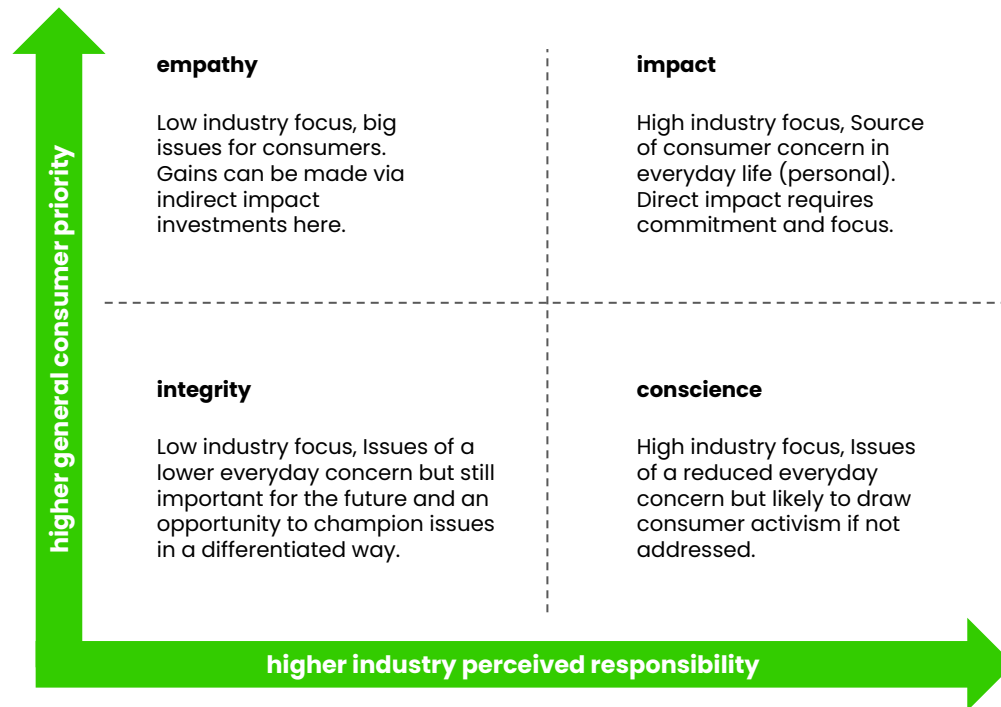 higher general consumer priority
empathy
Low industry focus, big
issues for consumers.
Gains can be made via
indirect impact
investments here.
impact
High industry focus, Source
of consumer concern in
everyday life (personal).
Direct impact requires
commitment and focus.
integrity
Low industry focus, Issues of a
lower everyday concern but still
important for the future and an
opportunity to champion issues
in a differentiated way.
conscience
High industry focus, Issues
of a reduced everyday
concern but likely to draw
consumer activism if not
addressed.
higher industry perceived responsibility